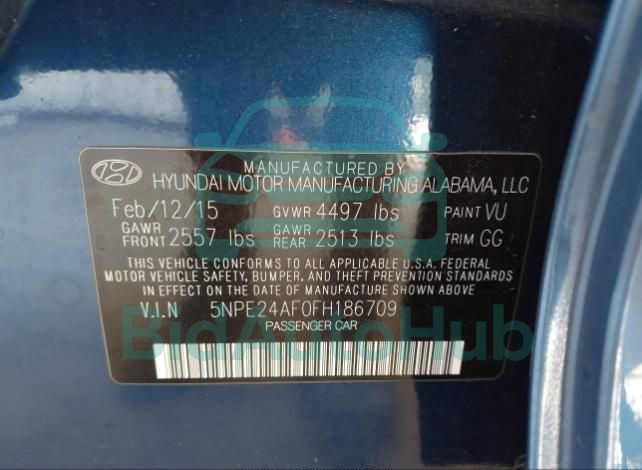 MANUFACTURED BY
HYUNDAI MOTOR MANUFACTURING ALABAMA, LLC
Feb/12/15 GVWR 4497 lbs PAINT VU
GAWR FRONT 2557 lbs GAWR REAR 2513 lbs TRIM GG
THIS VEHICLE CONFORMS TO ALL APPLICABLE U.S.A. FEDERAL
MOTOR VEHICLE SAFETY, BUMPER, AND THEFT PREVENTION STANDARDS
IN EFFECT ON THE DATE OF MANUFACTURE SHOWN ABOVE.
V.I.N 5NPE24AF0FH186709
PASSENGER CAR
BidAutoHub